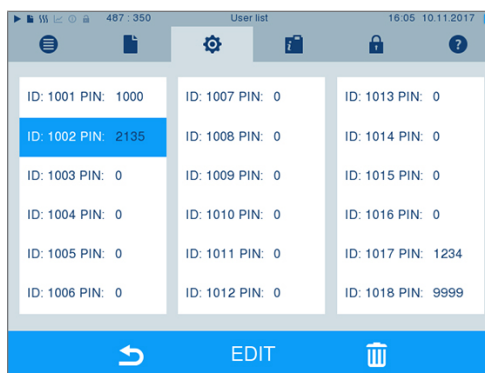 487 : 350 User list 16:05 10.11.2017
ID: 1001 PIN: 1000
ID: 1002 PIN: 2135
ID: 1003 PIN: 0
ID: 1004 PIN: 0
ID: 1005 PIN: 0
ID: 1006 PIN: 0
ID: 1007 PIN: 0
ID: 1008 PIN: 0
ID: 1009 PIN: 0
ID: 1010 PIN: 0
ID: 1011 PIN: 0
ID: 1012 PIN: 0
ID: 1013 PIN: 0
ID: 1014 PIN: 0
ID: 1015 PIN: 0
ID: 1016 PIN: 0
ID: 1017 PIN: 1234
ID: 1018 PIN: 9999
EDIT